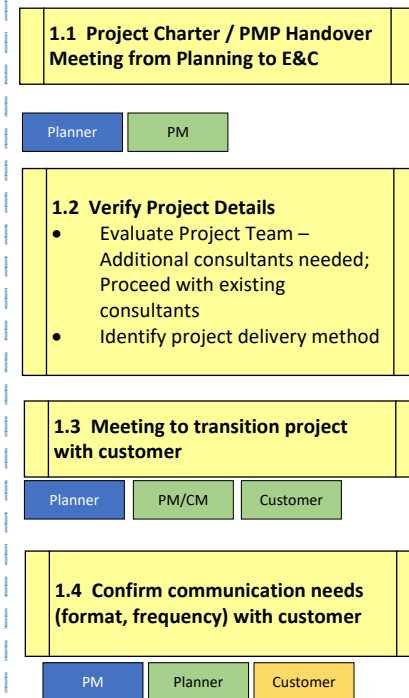 1.1 Project Charter / PMP Handover
Meeting from Planning to E&C
Planner PM
1.2 Verify Project Details
• Evaluate Project Team –
Additional consultants needed;
Proceed with existing
consultants
• Identify project delivery method
1.3 Meeting to transition project
with customer
Planner PM/CM Customer
1.4 Confirm communication needs
(format, frequency) with customer
PM Planner Customer